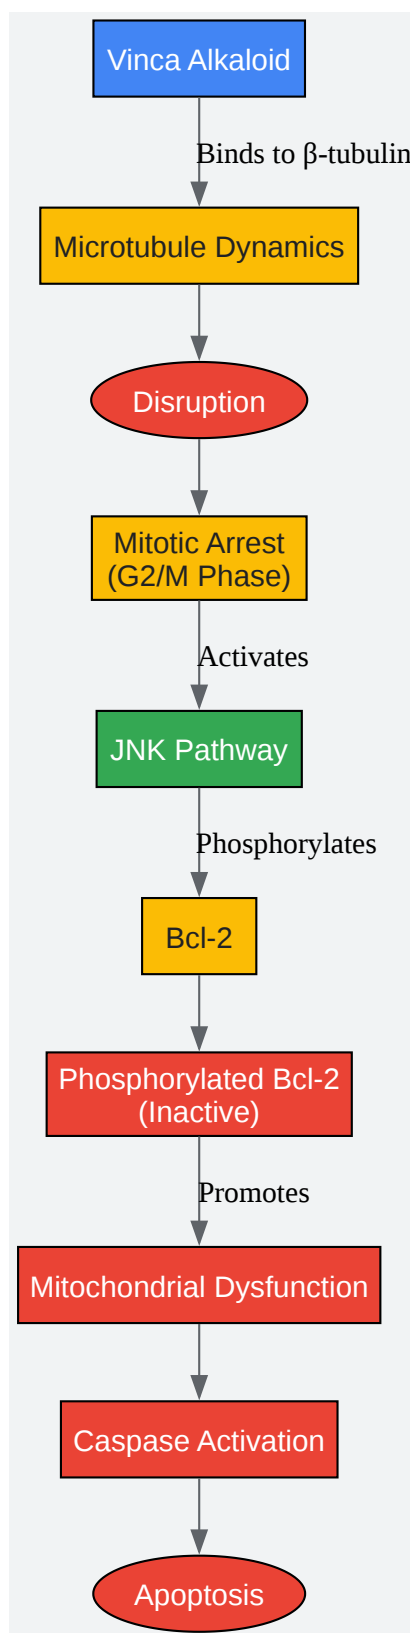 Vinca Alkaloid
Binds to β-tubulin
Microtubule Dynamics
Disruption
Mitotic Arrest
(G2/M Phase)
Activates
JNK Pathway
Phosphorylates
Bcl-2
Phosphorylated Bcl-2
(Inactive)
Promotes
Mitochondrial Dysfunction
Caspase Activation
Apoptosis